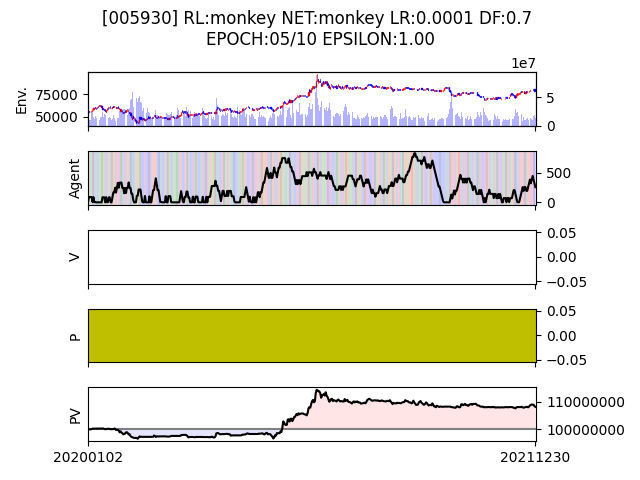 [005930] RL:monkey NET:monkey LR:0.0001 DF:0.7
EPOCH:05/10 EPSILON:1.00
1e7
Env.
75000
50000
5
0
Agent
500
0
V
0.05
0.00
−0.05
P
0.05
0.00
−0.05
PV
110000000
100000000
20200102
20211230